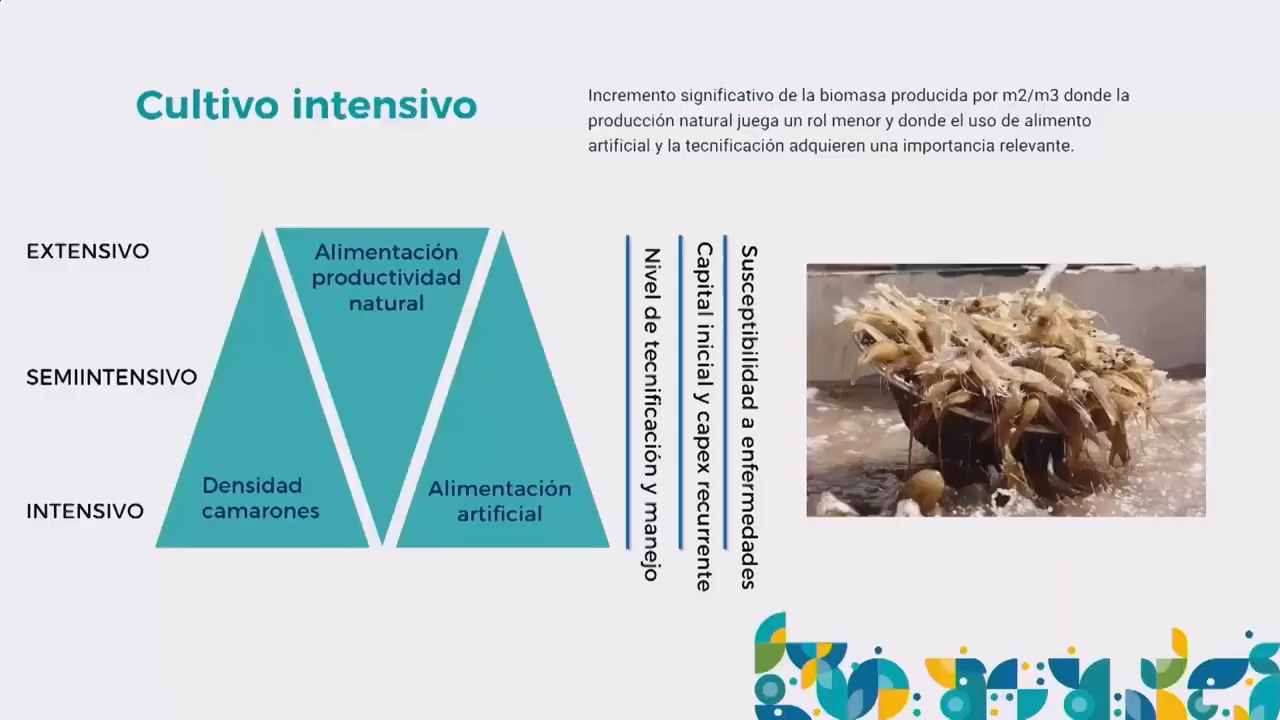 Cultivo intensivo
Incremento significativo de la biomasa producida por m2/m3 donde la
producción natural juega un rol menor y donde el uso de alimento
artificial y la tecnificación adquieren una importancia relevante.
EXTENSIVO
SEMIINTENSIVO
INTENSIVO
Alimentación
productividad
natural
Densidad
camarones
Alimentación
artificial
Nivel de tecnificación y manejo
Capital inicial y capex recurrente
Susceptibilidad a enfermedades